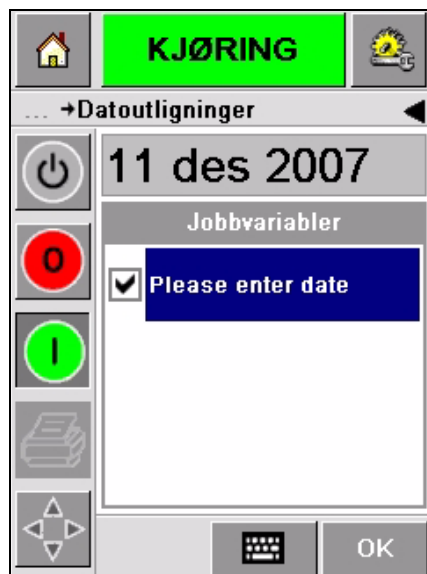 KJØRING
... →Datoutligninger
11 des 2007
Jobbvariabler
Please enter date
O
I
OK